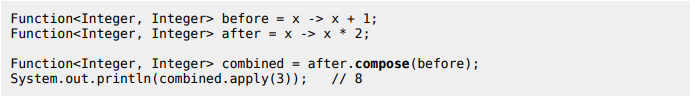 Function<Integer, Integer> before = x -> x + 1;
Function<Integer, Integer> after = x -> x * 2;
Function<Integer, Integer> combined = after.compose(before);
System.out.println(combined.apply(3));   // 8